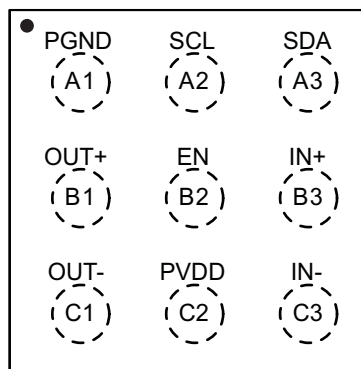 PGND SCL SDA
A1 A2 A3
OUT+ EN IN+
B1 B2 B3
OUT- PVDD IN-
C1 C2 C3